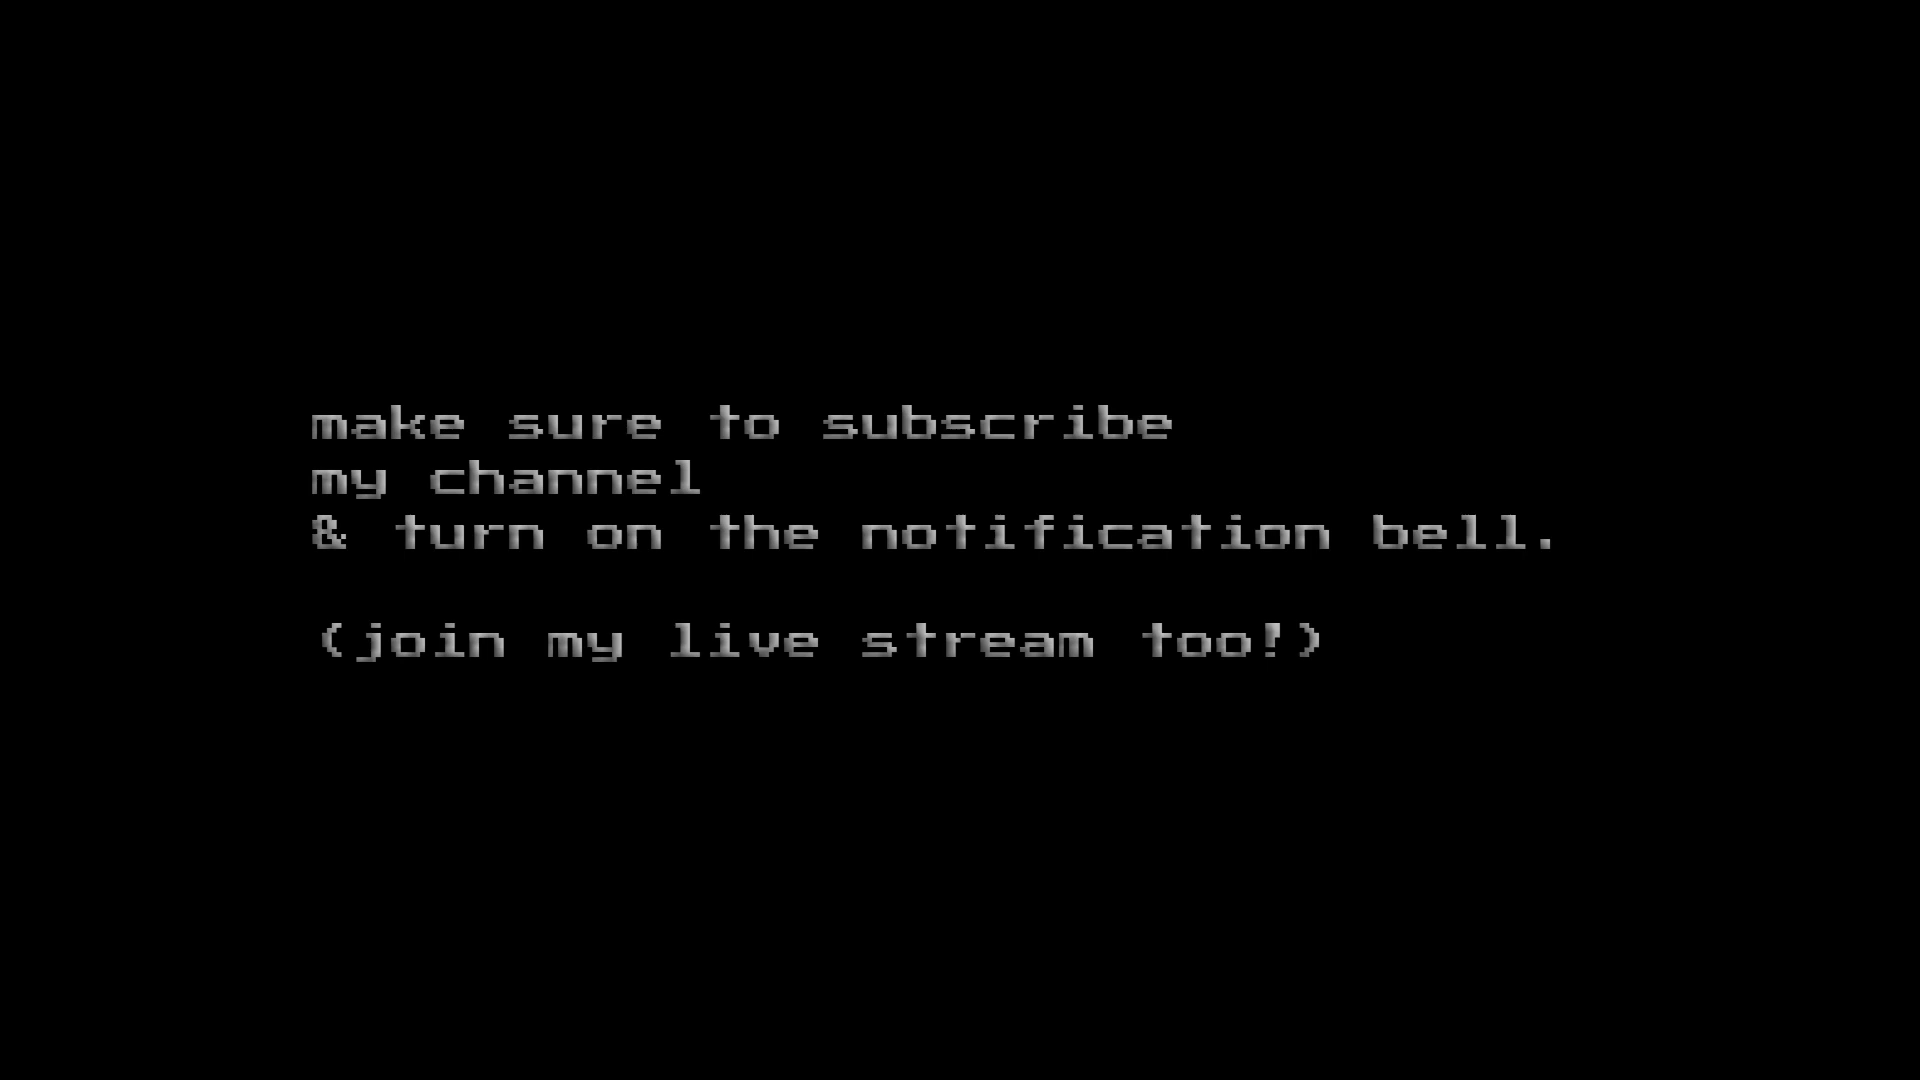 make sure to subscribe
my channel
& turn on the notification bell.
(join my live stream too!)